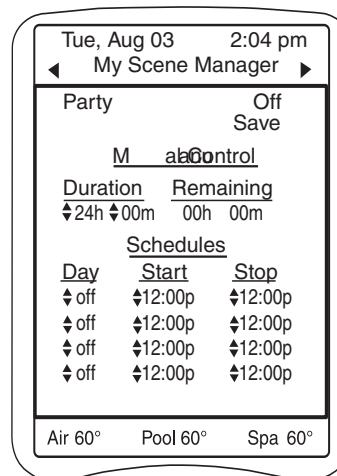 Tue, Aug 03 2:04 pm
My Scene Manager
Party Off
Save
Manual Control
Duration Remaining
24h 00m 00h 00m
Schedules
Day Start Stop
off 12:00p 12:00p
off 12:00p 12:00p
off 12:00p 12:00p
off 12:00p 12:00p
Air 60° Pool 60° Spa 60°